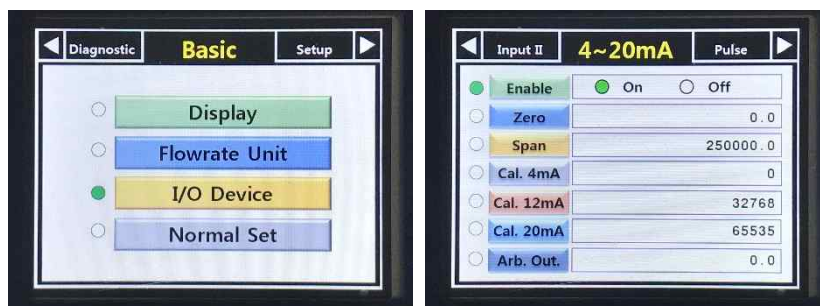 Diagnostic Basic Setup
Display
Flowrate Unit
I/O Device
Normal Set
Input II 4~20mA Pulse
Enable On Off
Zero 0.0
Span 250000.0
Cal. 4mA 0
Cal. 12mA 32768
Cal. 20mA 65535
Arb. Out. 0.0